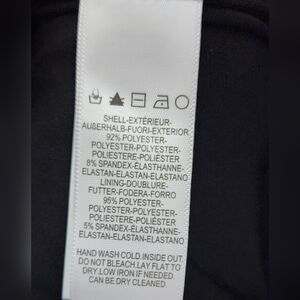 SHELL-EXTÉRIEUR-
AUßERHALB-FUORI-EXTERIOR
92% POLYESTER-
POLYESTER-POLYESTER-
POLIESTERE-POLIÉSTER
8% SPANDEX-ÉLASTHANNE-
ELASTAN-ELASTAN-ELASTANO
LINING-DOUBLURE-
FUTTER-FODERA-FORRO
95% POLYESTER-
POLYESTER-POLYESTER-
POLIESTERE-POLIÉSTER
5% SPANDEX-ÉLASTHANNE-
ELASTAN-ELASTAN-ELASTANO
HAND WASH COLD.INSIDE OUT.
DO NOT BLEACH.LAY FLAT TO
DRY.LOW IRON IF NEEDED.
CAN BE DRY CLEANED.